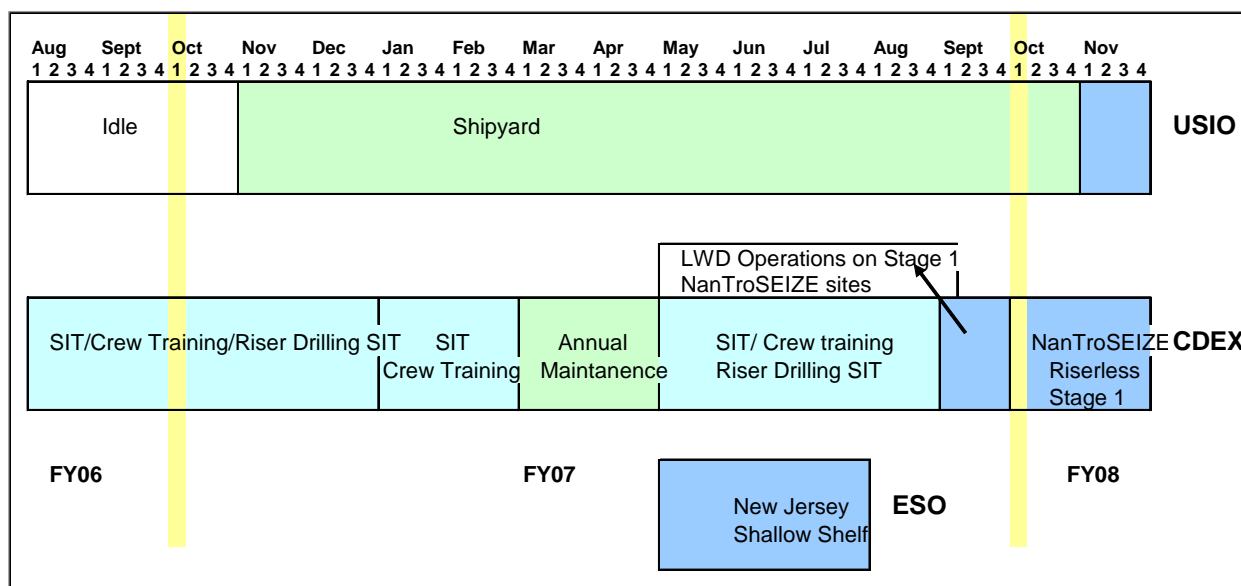 Aug Sept Oct Nov Dec Jan Feb Mar Apr May Jun Jul Aug Sept Oct Nov
1 2 3 4 1 2 3 4 1 2 3 4 1 2 3 4 1 2 3 4 1 2 3 4 1 2 3 4 1 2 3 4 1 2 3 4 1 2 3 4 1 2 3 4 1 2 3 4 1 2 3 4 1 2 3 4 1 2 3 4 1 2 3 4
Idle Shipyard USIO
LWD Operations on Stage 1
NanTroSEIZE sites
SIT/Crew Training/Riser Drilling SIT SIT Annual SIT/ Crew training NanTroSEIZE CDEX
Crew Training Maintanence Riser Drilling SIT Riserless
Stage 1
FY06 FY07 FY08
New Jersey ESO
Shallow Shelf